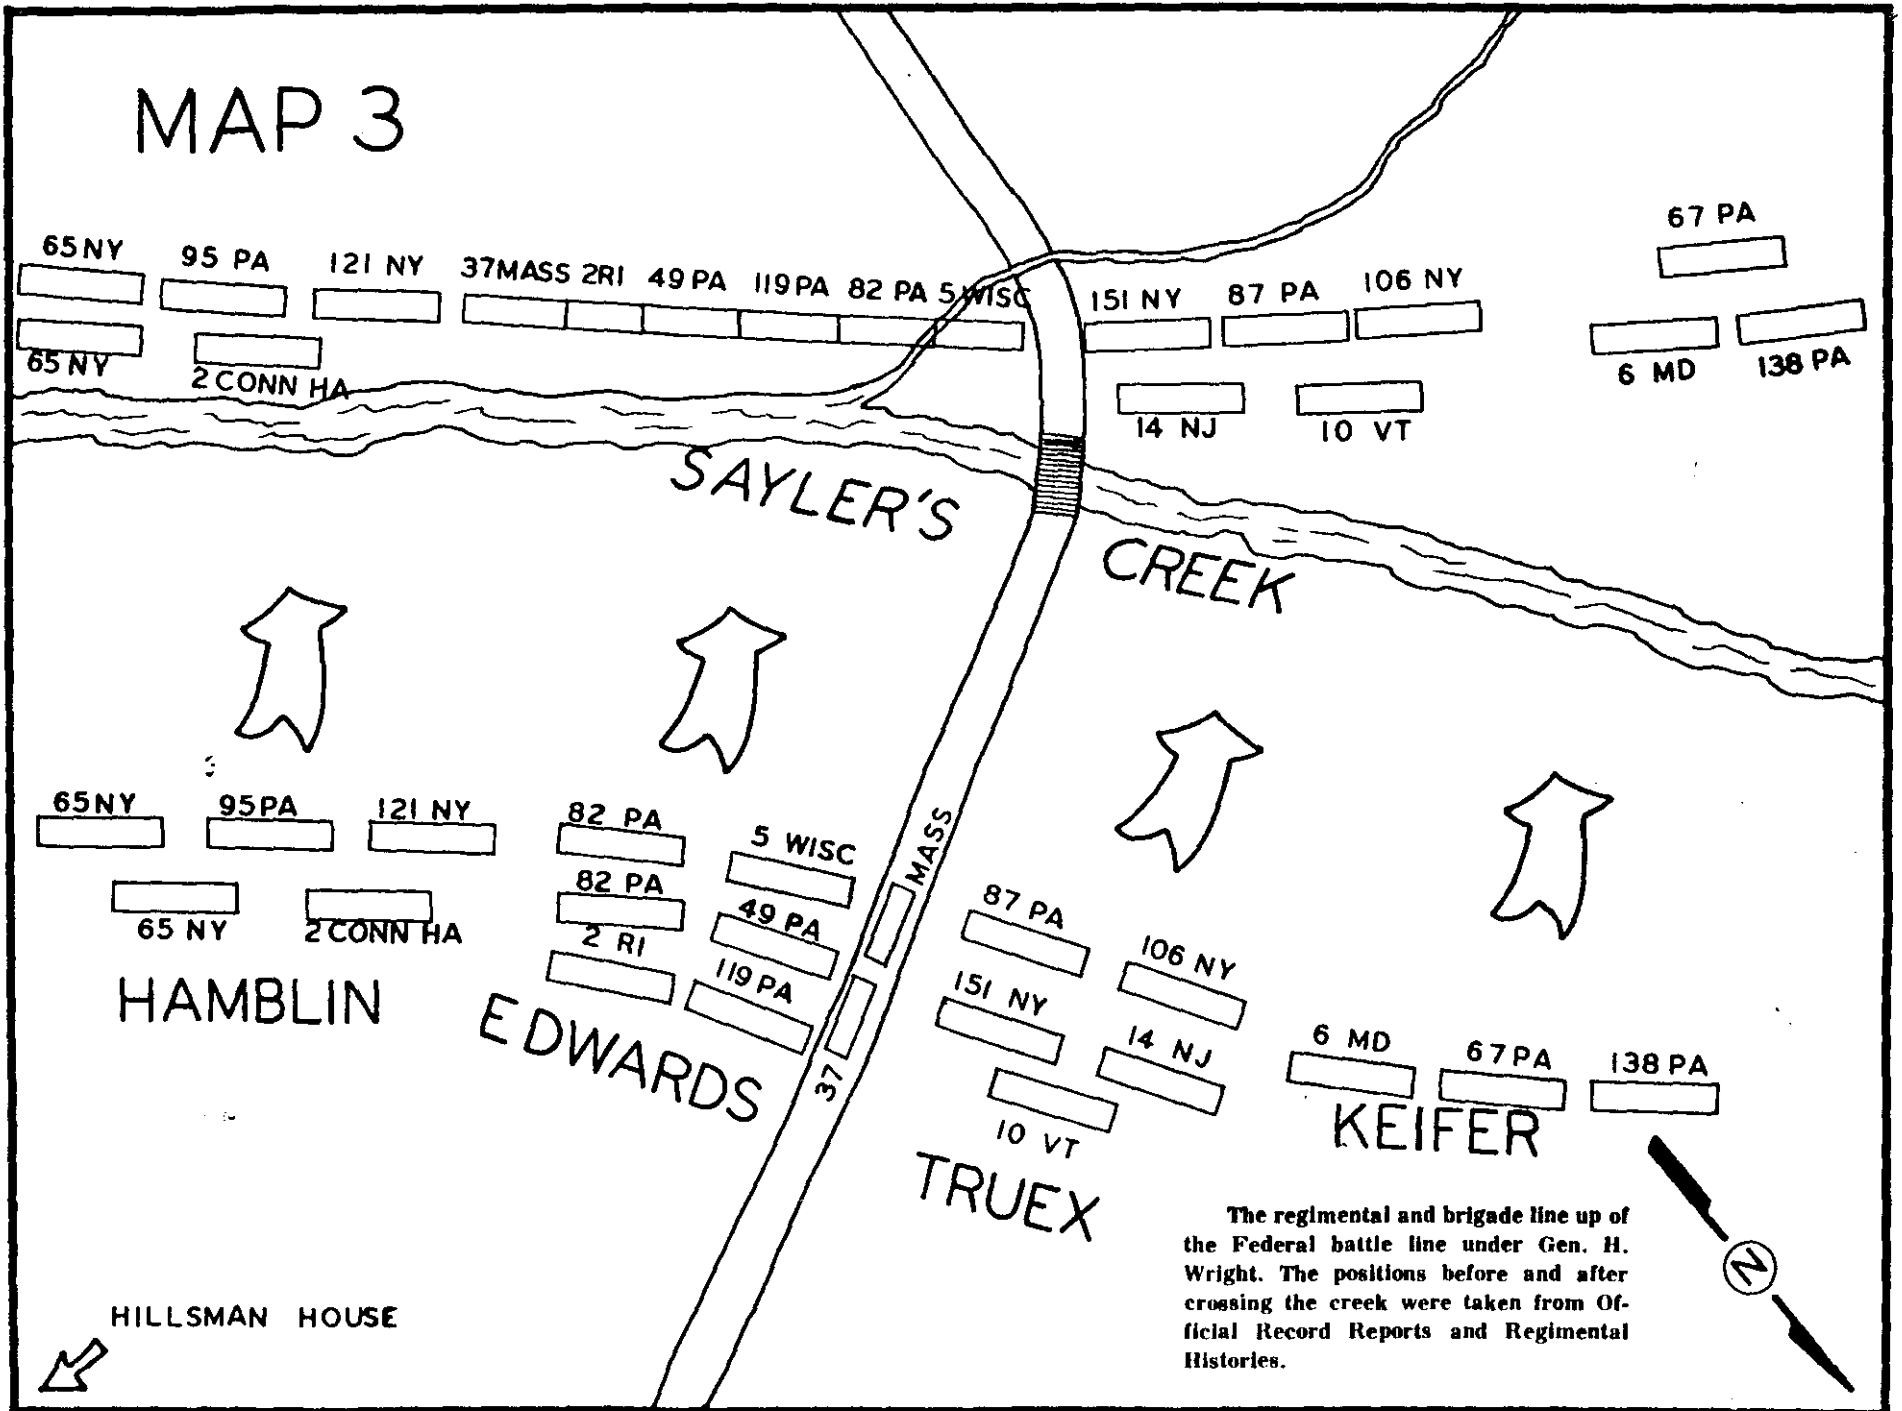 MAP 3
67 PA
65 NY
95 PA
121 NY
37 MASS
2 RI
49 PA
119 PA
82 PA
5 WISC
151 NY
87 PA
106 NY
65 NY
2 CONN HA
14 NJ
10 VT
6 MD
138 PA
SAYLER'S
CREEK
65 NY
95 PA
121 NY
82 PA
5 WISC
37 MASS
82 PA
49 PA
65 NY
2 CONN HA
2 RI
119 PA
87 PA
106 NY
151 NY
14 NJ
10 VT
6 MD
67 PA
138 PA
HAMBLIN
EDWARDS
TRUEX
KEIFER
The regimental and brigade line up of
the Federal battle line under Gen. H.
Wright. The positions before and after
crossing the creek were taken from Of-
ficial Record Reports and Regimental
Histories.
N
HILLSMAN HOUSE